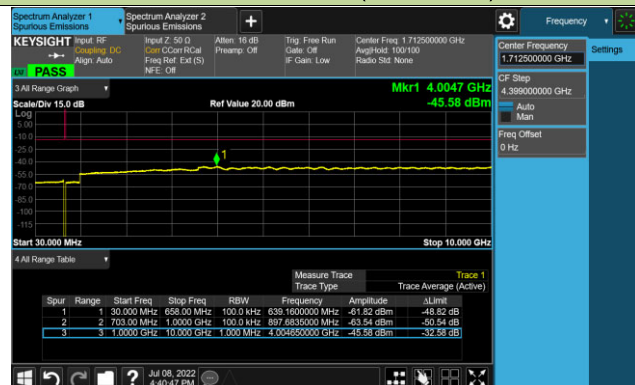 Spectrum Analyzer 1
Spurious Emissions
Spectrum Analyzer 2
Spurious Emissions
Frequency
KEYSIGHT
Input: RF
Coupling: DC
Align: Auto
Input Z: 50 Ω
Corr CCorr RCal
Freq Ref: Ext (S)
NFE: Off
Atten: 16 dB
Preamp: Off
Trig: Free Run
Gate: Off
IF Gain: Low
Center Freq: 1.712500000 GHz
Avg|Hold: 100/100
Radio Std: None
PASS
Center Frequency
1.712500000 GHz
Settings
CF Step
4.399000000 GHz
Auto
Man
Freq Offset
0 Hz
3 All Range Graph
Mkr1 4.0047 GHz
Scale/Div 15.0 dB
Ref Value 20.00 dBm
-45.58 dBm
Log
5.00
-10.0
-25.0
-40.0
-55.0
-70.0
-85.0
-100
-115
1
Start 30.000 MHz
Stop 10.000 GHz
4 All Range Table
Measure Trace Trace 1
Trace Type Trace Average (Active)
Spur Range Start Freq Stop Freq RBW Frequency Amplitude ΔLimit
1 1 30.000 MHz 658.00 MHz 100.0 kHz 639.1600000 MHz -61.82 dBm -48.82 dB
2 2 703.00 MHz 1.0000 GHz 100.0 kHz 897.6835000 MHz -63.54 dBm -50.54 dB
3 3 1.0000 GHz 10.000 GHz 1.000 MHz 4.004650000 GHz -45.58 dBm -32.58 dB
Jul 08, 2022
4:40:47 PM